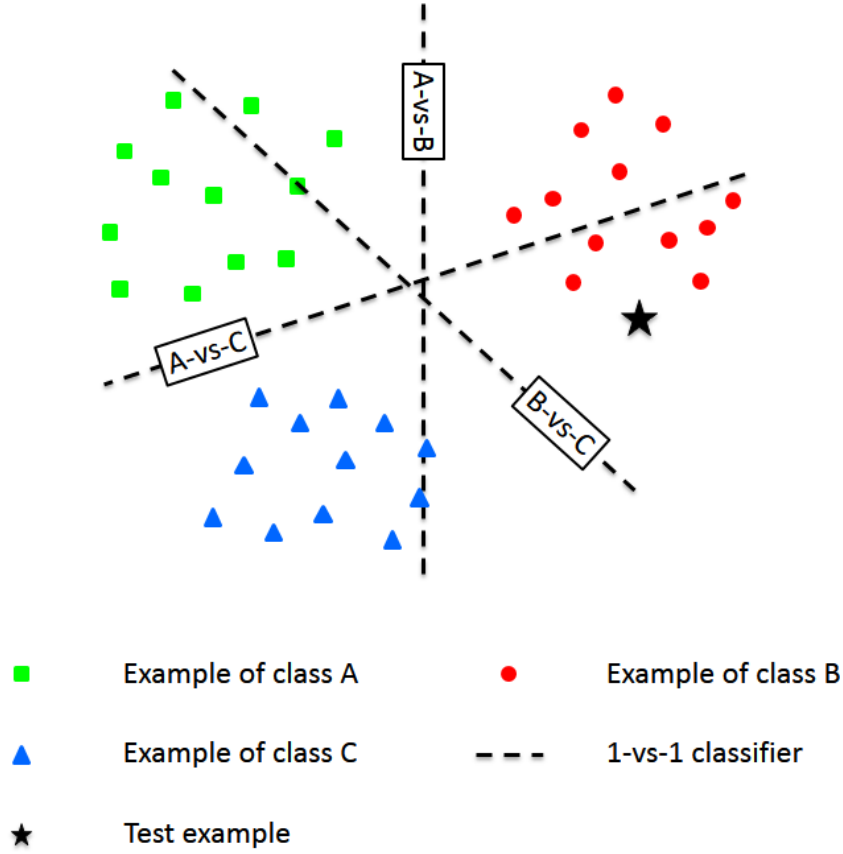 A-vs-B
A-vs-C
B-vs-C
Example of class A
Example of class B
Example of class C
1-vs-1 classifier
Test example